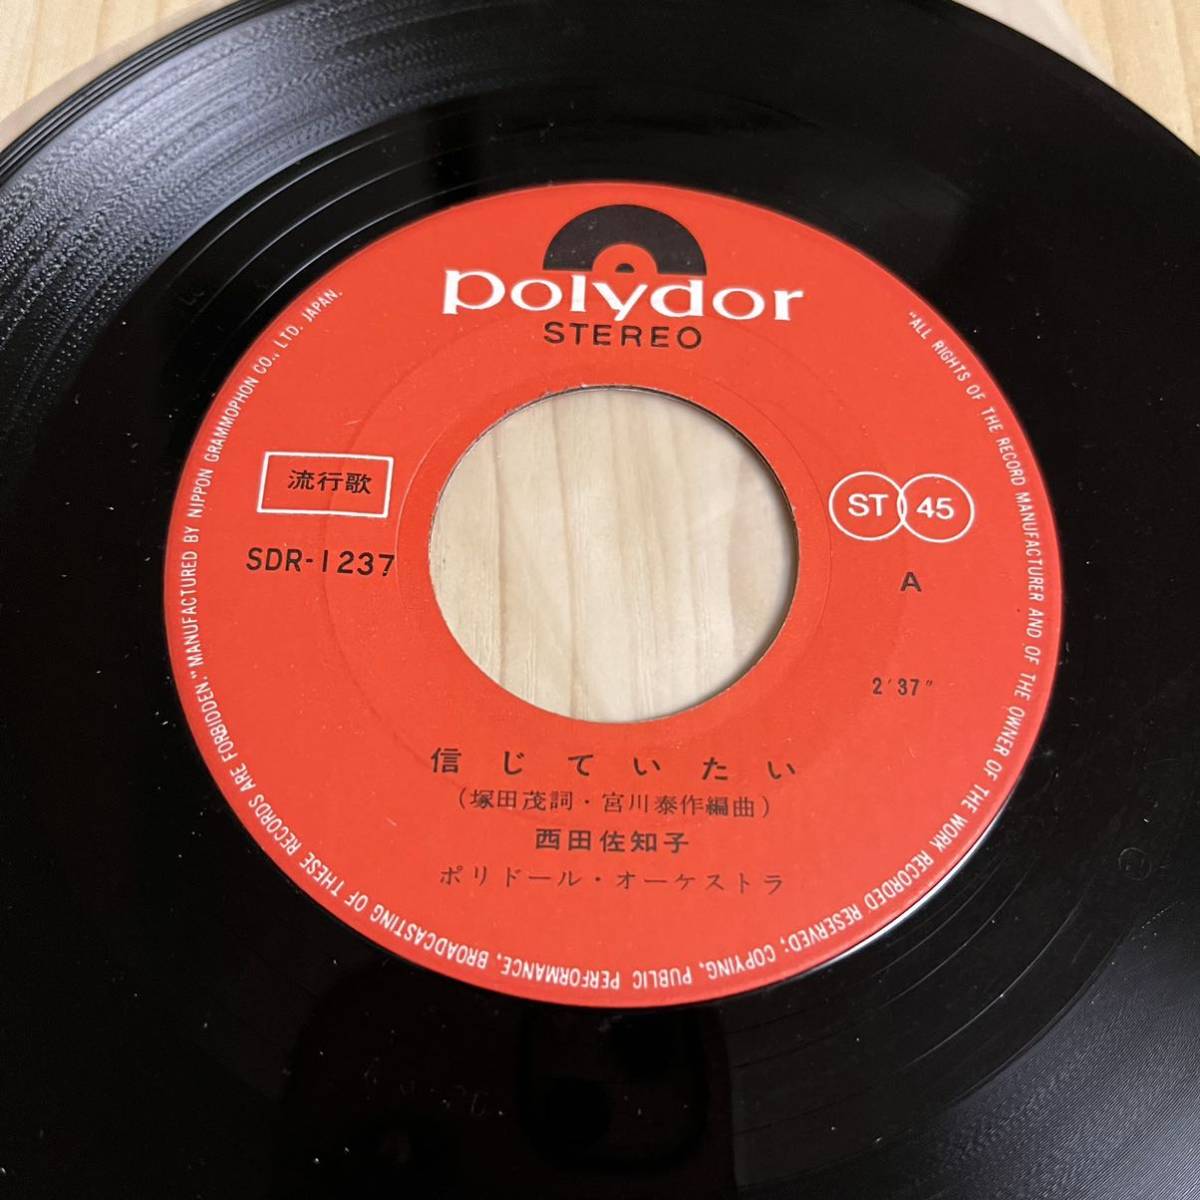 polydor
STEREO
流行歌
SDR-1237
ST 45
A
2'37"
信じていたい
(塚田茂詞・宮川泰作編曲)
西田佐知子
ポリドール・オーケストラ
"ALL RIGHTS OF THE RECORD MANUFACTURER AND OF THE OWNER OF THE WORK RECORDED RESERVED; COPYING, PUBLIC PERFORMANCE, BROADCASTING OF THESE RECORDS ARE FORBIDDEN." MANUFACTURED BY NIPPON GRAMMOPHON CO., LTD. JAPAN.